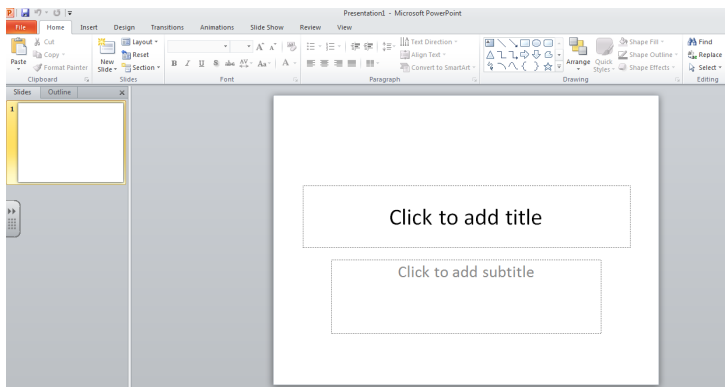 Presentation1 - Microsoft PowerPoint
File Home Insert Design Transitions Animations Slide Show Review View
Paste
Cut
Copy
Format Painter
Clipboard
New Slide
Layout
Reset
Section
Slides
B I U S abc AV Aa A
Font
Text Direction
Align Text
Convert to SmartArt
Paragraph
Arrange
Quick Styles
Shape Fill
Shape Outline
Shape Effects
Drawing
Find
Replace
Select
Editing
Slides Outline x
1
Click to add title
Click to add subtitle